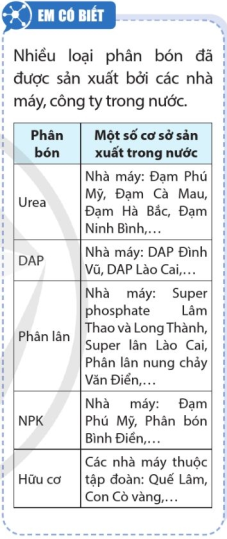 EM CÓ BIẾT
Nhiều loại phân bón đã
được sản xuất bởi các nhà
máy, công ty trong nước.
Phân
bón
Một số cơ sở sản
xuất trong nước
Urea
Nhà máy: Đạm Phú
Mỹ, Đạm Cà Mau,
Đạm Hà Bắc, Đạm
Ninh Bình,...
DAP
Nhà máy: DAP Đình
Vũ, DAP Lào Cai,...
Phân lân
Nhà máy: Super
phosphate Lâm
Thao và Long Thành,
Super lân Lào Cai,
Phân lân nung chảy
Văn Điển,...
NPK
Nhà máy: Đạm
Phú Mỹ, Phân bón
Bình Điền,...
Hữu cơ
Các nhà máy thuộc
tập đoàn: Quế Lâm,
Con Cò vàng,...